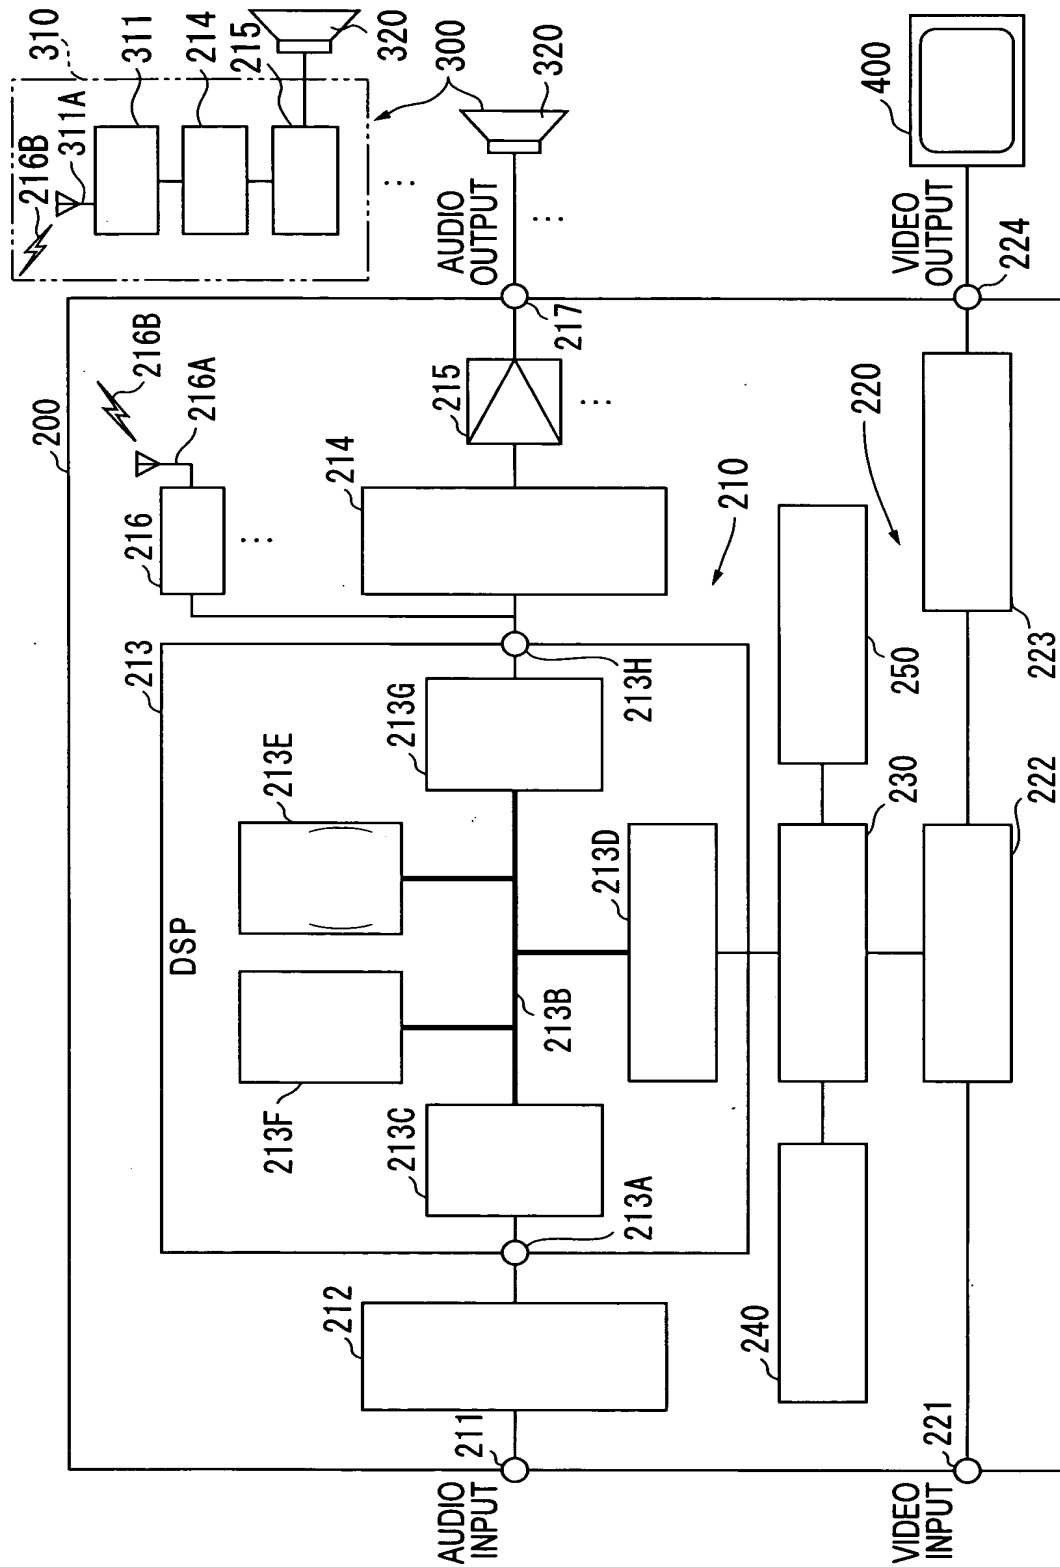 310
216B
311A
311
214
215
320
300
320
AUDIO
OUTPUT
400
VIDEO
OUTPUT
200
216B
216A
216
214
215
217
224
...
...
...
...
213
DSP
213E
213F
213G
213H
213B
213C
213D
213A
210
220
212
211
AUDIO
INPUT
240
230
250
223
222
221
VIDEO
INPUT